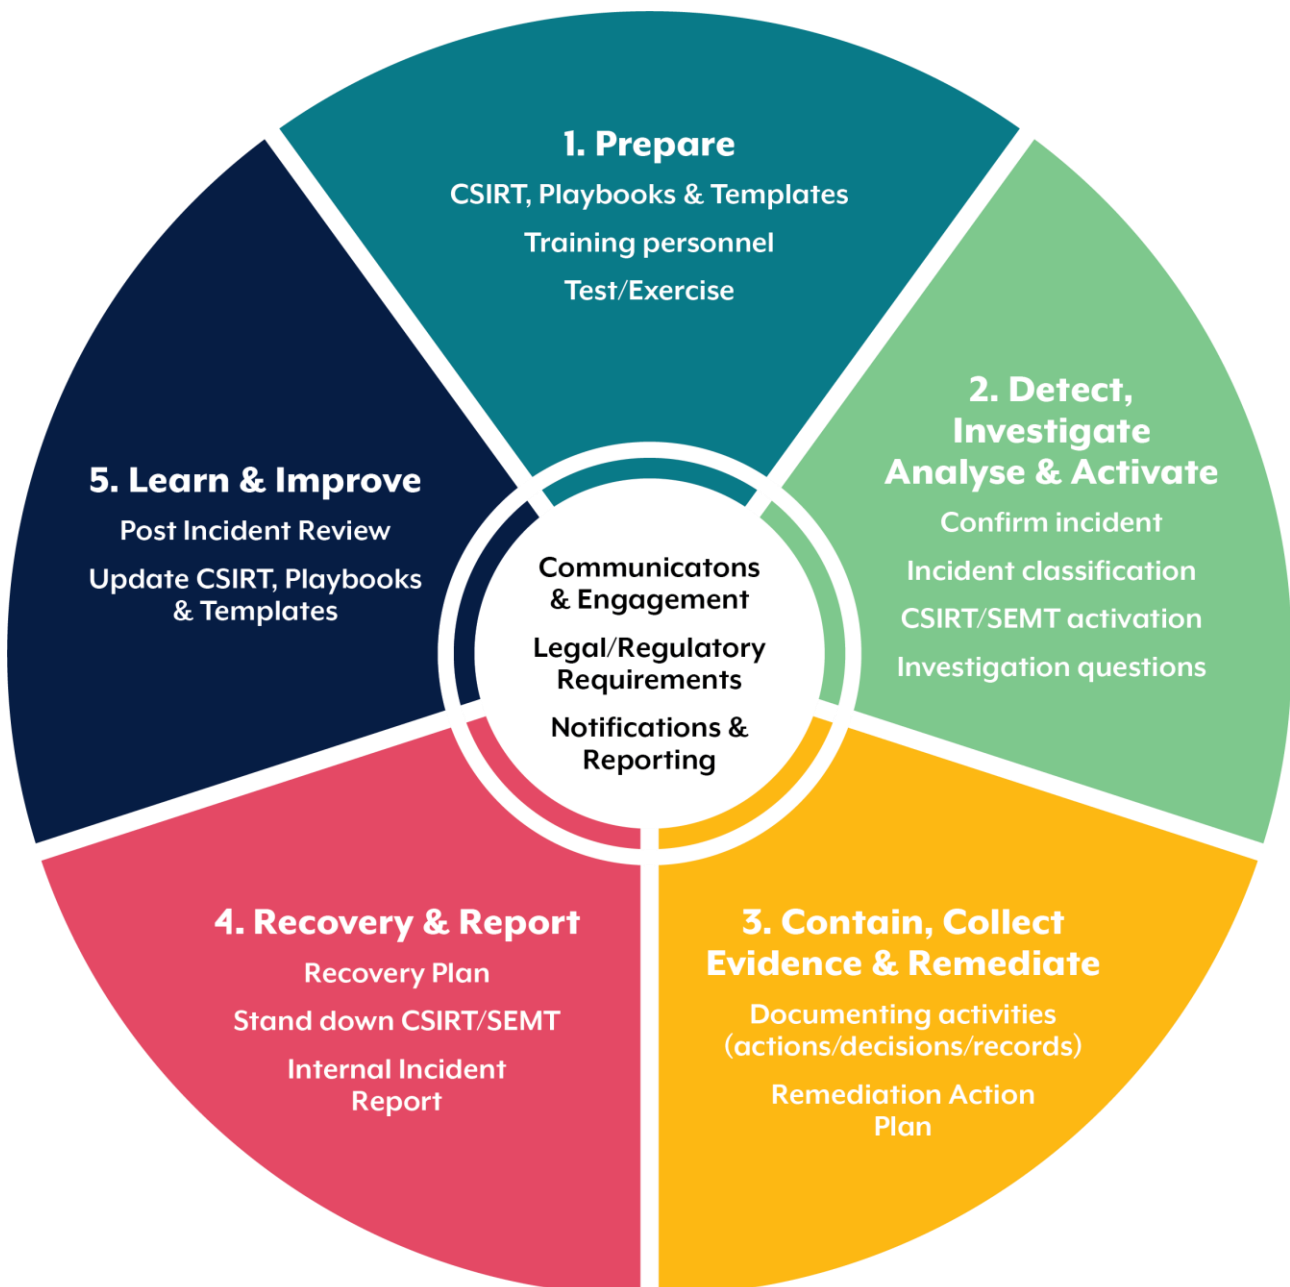 1. Prepare
CSIRT, Playbooks & Templates
Training personnel
Test/Exercise
2. Detect,
Investigate
Analyse & Activate
Confirm incident
Incident classification
CSIRT/SEMT activation
Investigation questions
3. Contain, Collect
Evidence & Remediate
Documenting activities
(actions/decisions/records)
Remediation Action
Plan
4. Recovery & Report
Recovery Plan
Stand down CSIRT/SEMT
Internal Incident
Report
5. Learn & Improve
Post Incident Review
Update CSIRT, Playbooks
& Templates
Communicatons
& Engagement
Legal/Regulatory
Requirements
Notifications &
Reporting